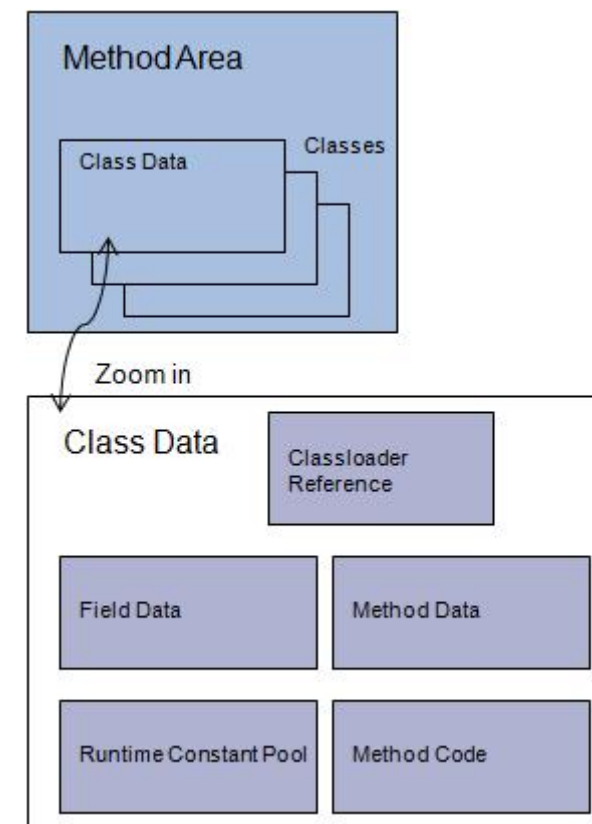 Method Area
Classes
Class Data
Zoom in
Class Data
Classloader
Reference
Field Data
Method Data
Runtime Constant Pool
Method Code